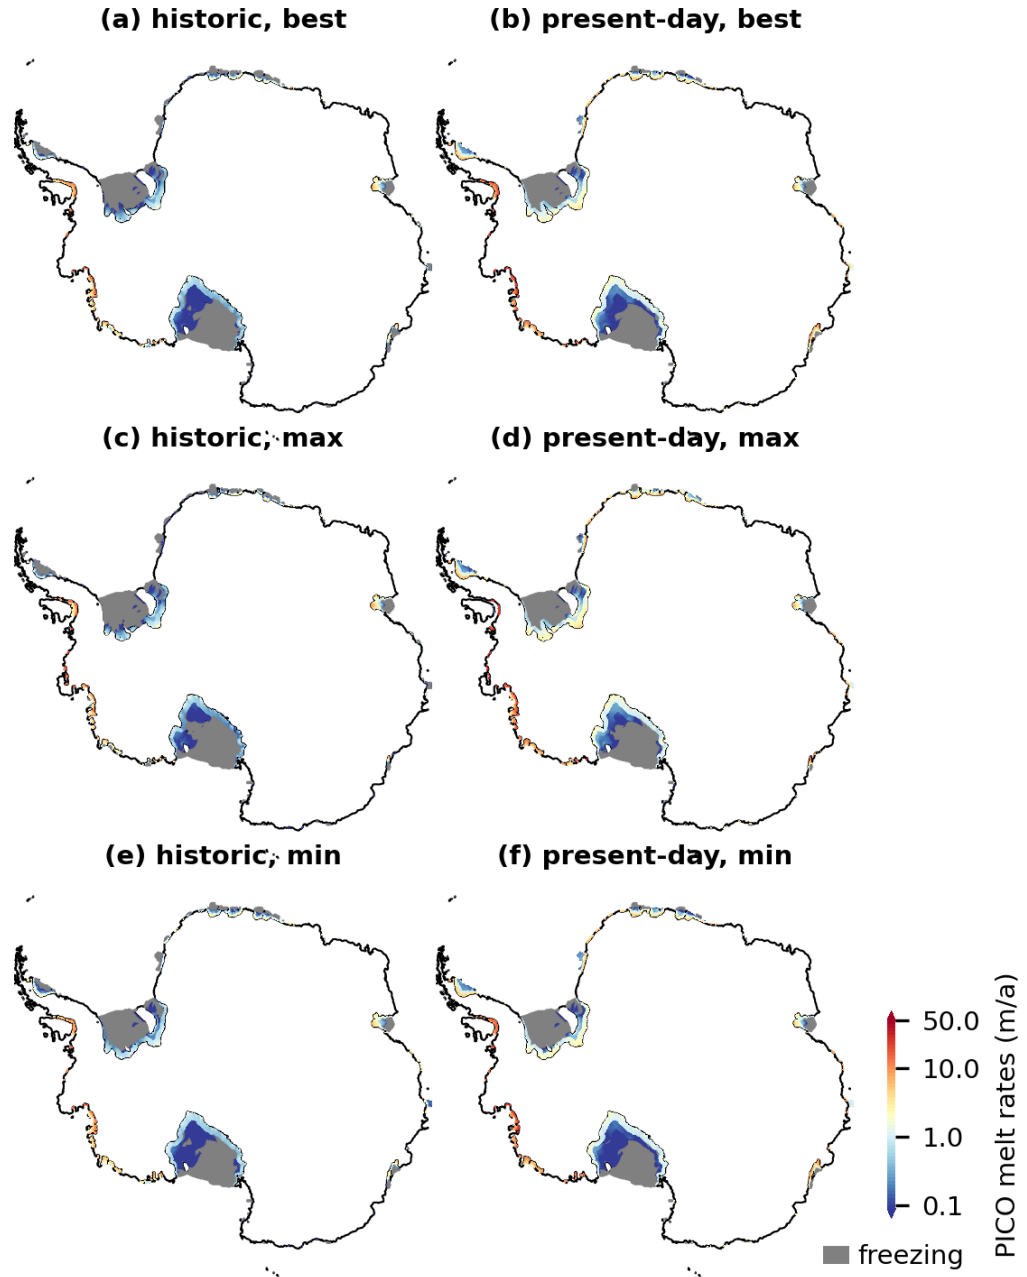 (a) historic, best
(b) present-day, best
(c) historic, max
(d) present-day, max
(e) historic, min
(f) present-day, min
50.0
10.0
1.0
0.1
PICO melt rates (m/a)
freezing